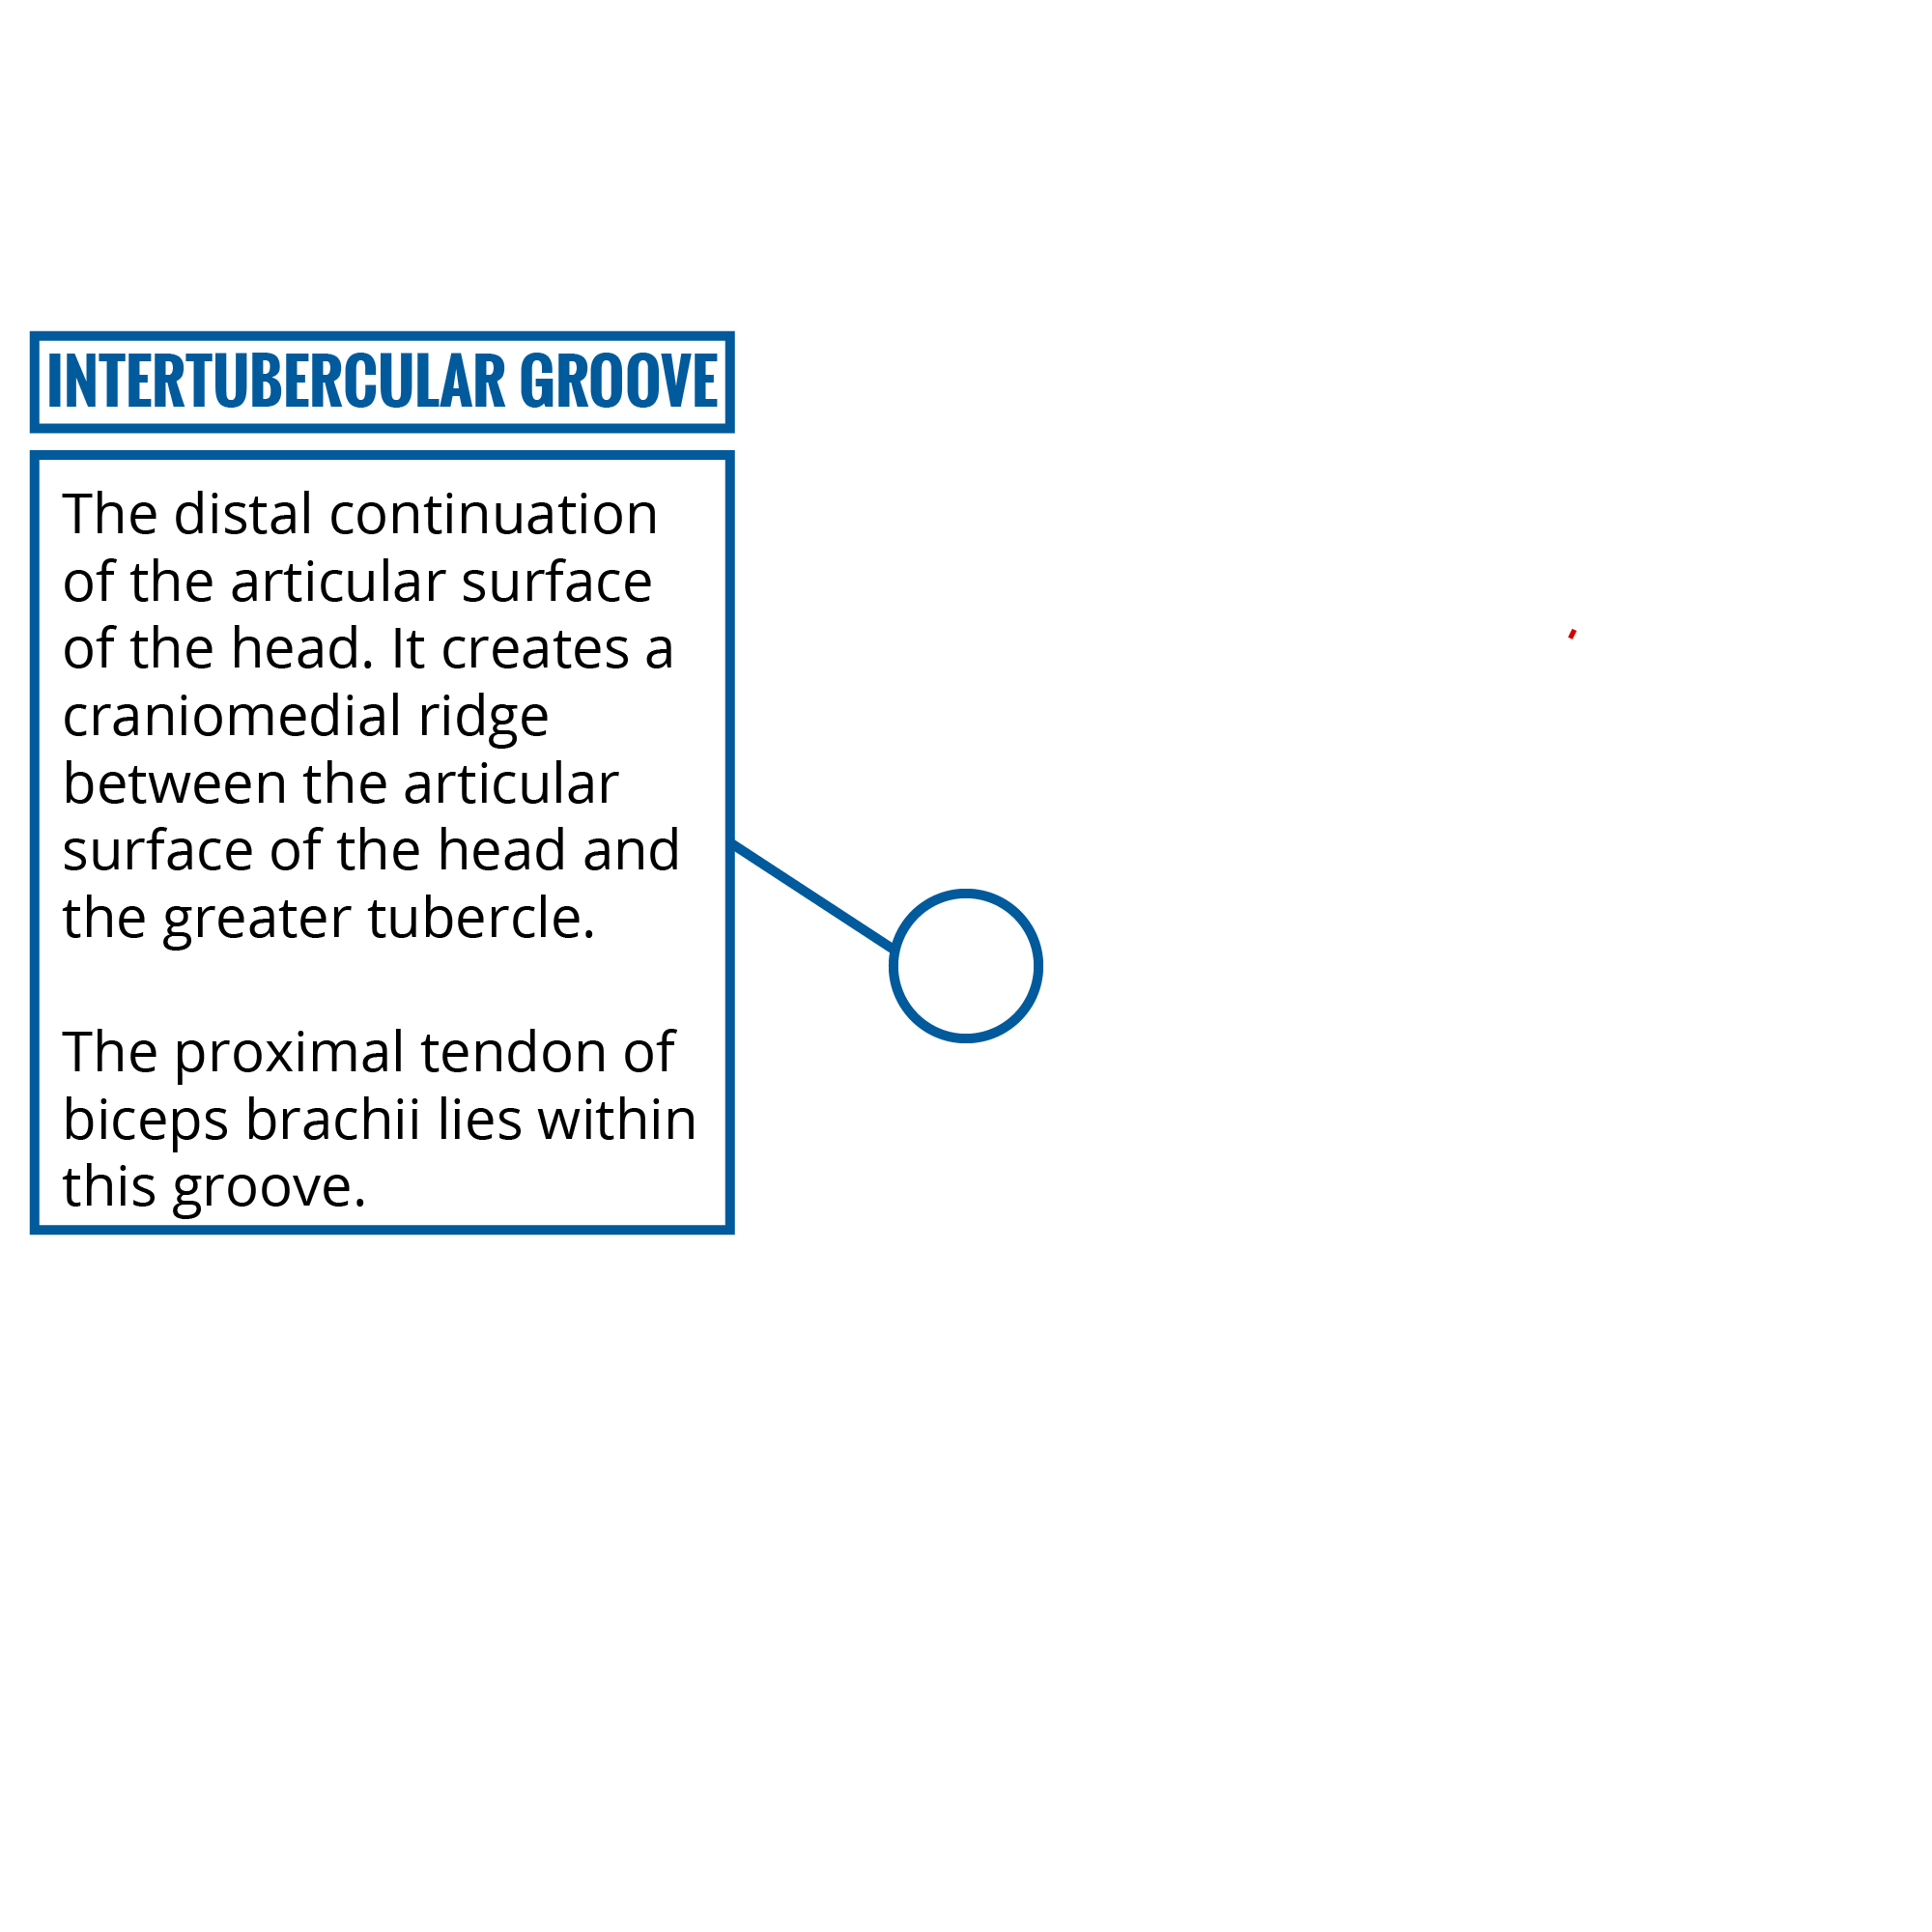 INTERTUBERCULAR GROOVE
The distal continuation
of the articular surface
of the head. It creates a
craniomedial ridge
between the articular
surface of the head and
the greater tubercle.
The proximal tendon of
biceps brachii lies within
this groove.